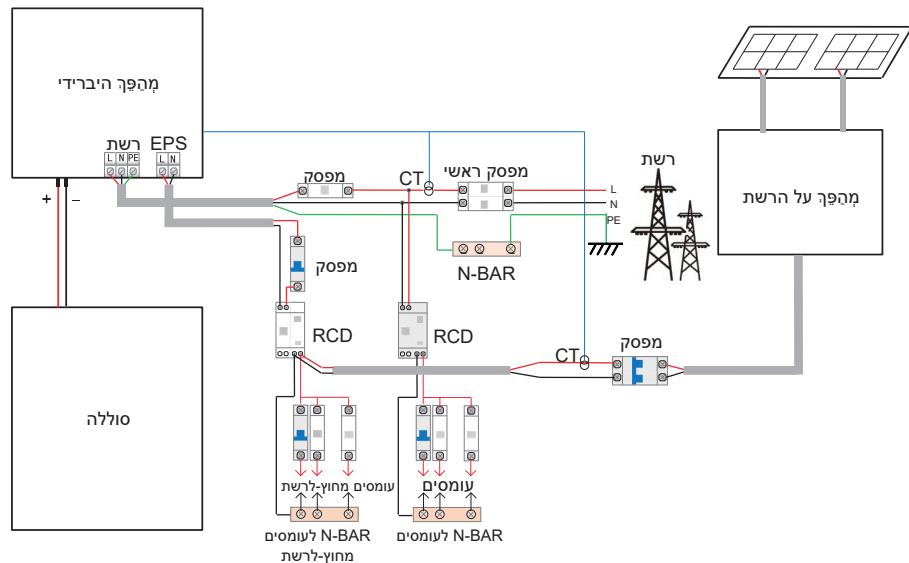 מְהַפֵּךְ היברידי
רשת
EPS
L N PE
L N
+
–
סוללה
מפסק
CT
מפסק ראשי
L
N
PE
רשת
N-BAR
מפסק
RCD
RCD
CT
מפסק
מְהַפֵּךְ על הרשת
עומסים מחוץ-לרשת
עומסים
N-BAR לעומסים
מחוץ-לרשת
N-BAR לעומסים